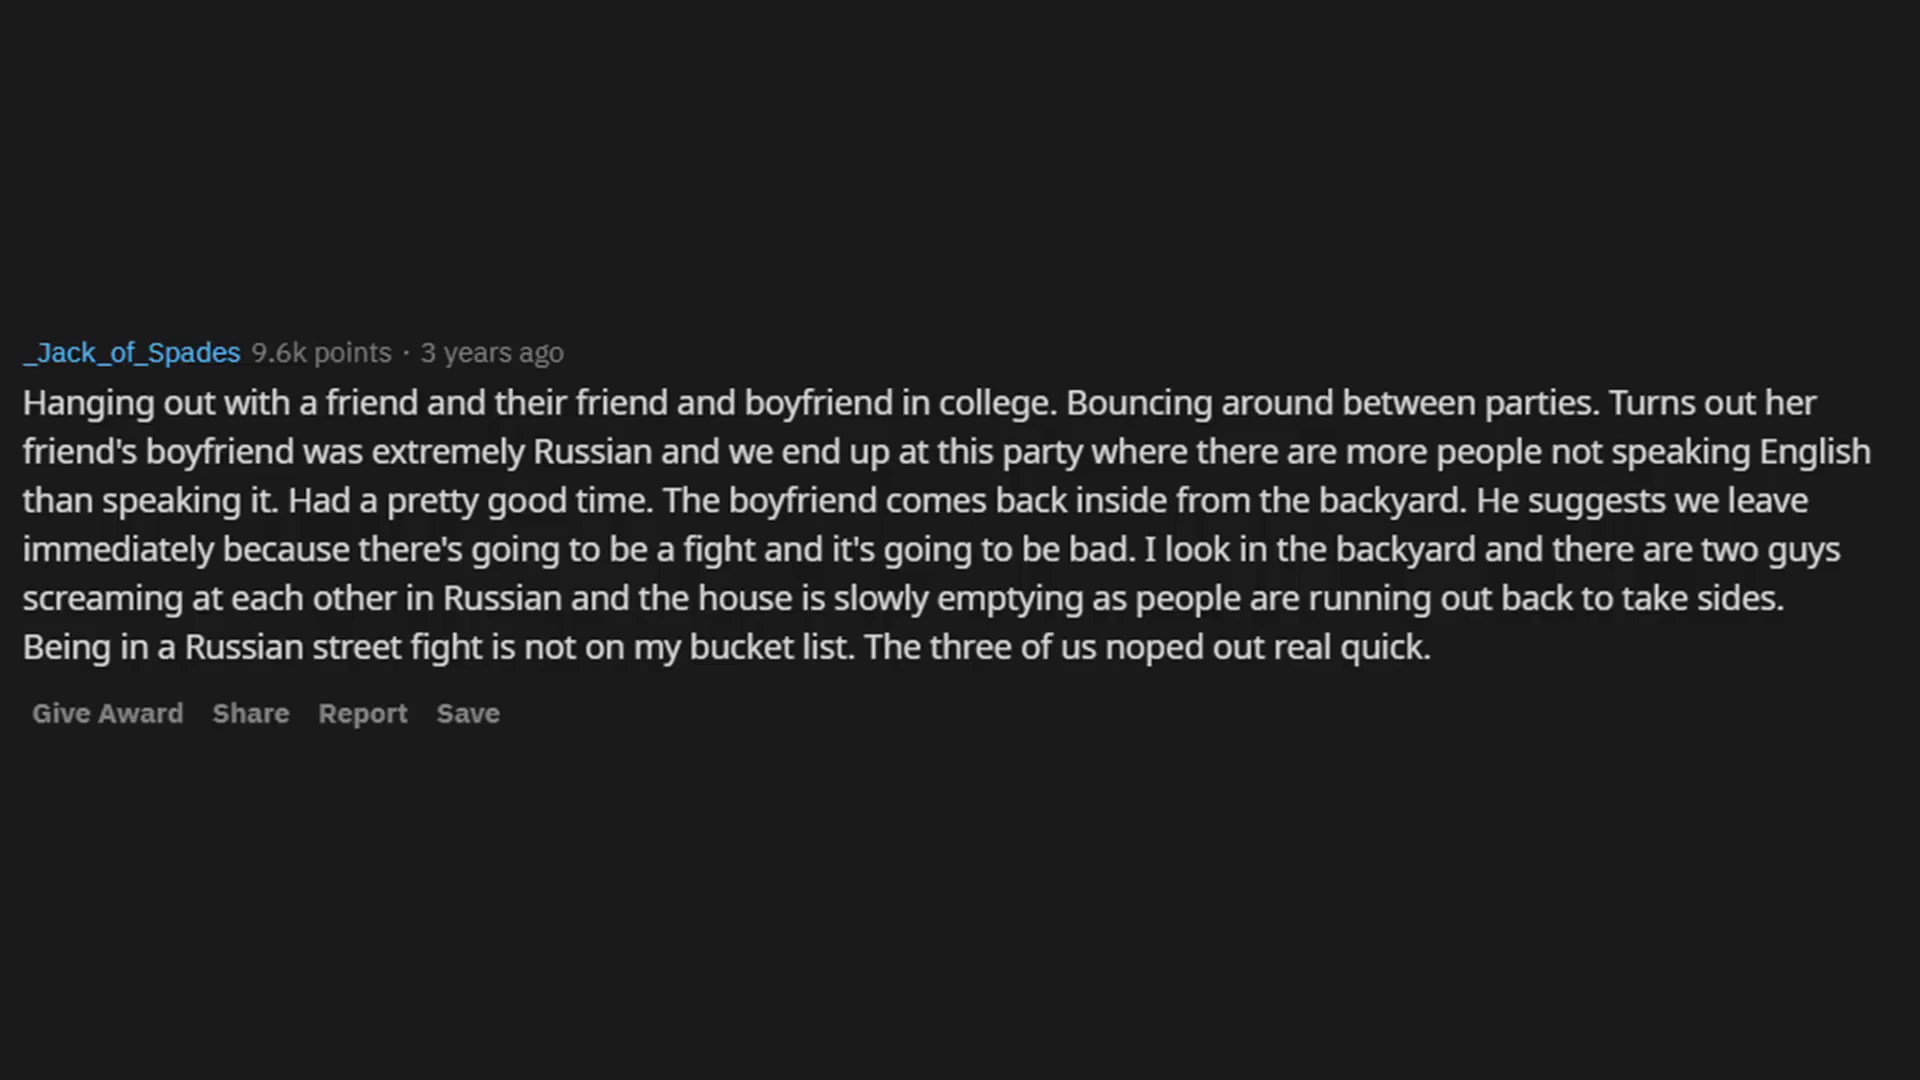 _Jack_of_Spades 9.6k points · 3 years ago
Hanging out with a friend and their friend and boyfriend in college. Bouncing around between parties. Turns out her
friend's boyfriend was extremely Russian and we end up at this party where there are more people not speaking English
than speaking it. Had a pretty good time. The boyfriend comes back inside from the backyard. He suggests we leave
immediately because there's going to be a fight and it's going to be bad. I look in the backyard and there are two guys
screaming at each other in Russian and the house is slowly emptying as people are running out back to take sides.
Being in a Russian street fight is not on my bucket list. The three of us noped out real quick.
Give Award Share Report Save